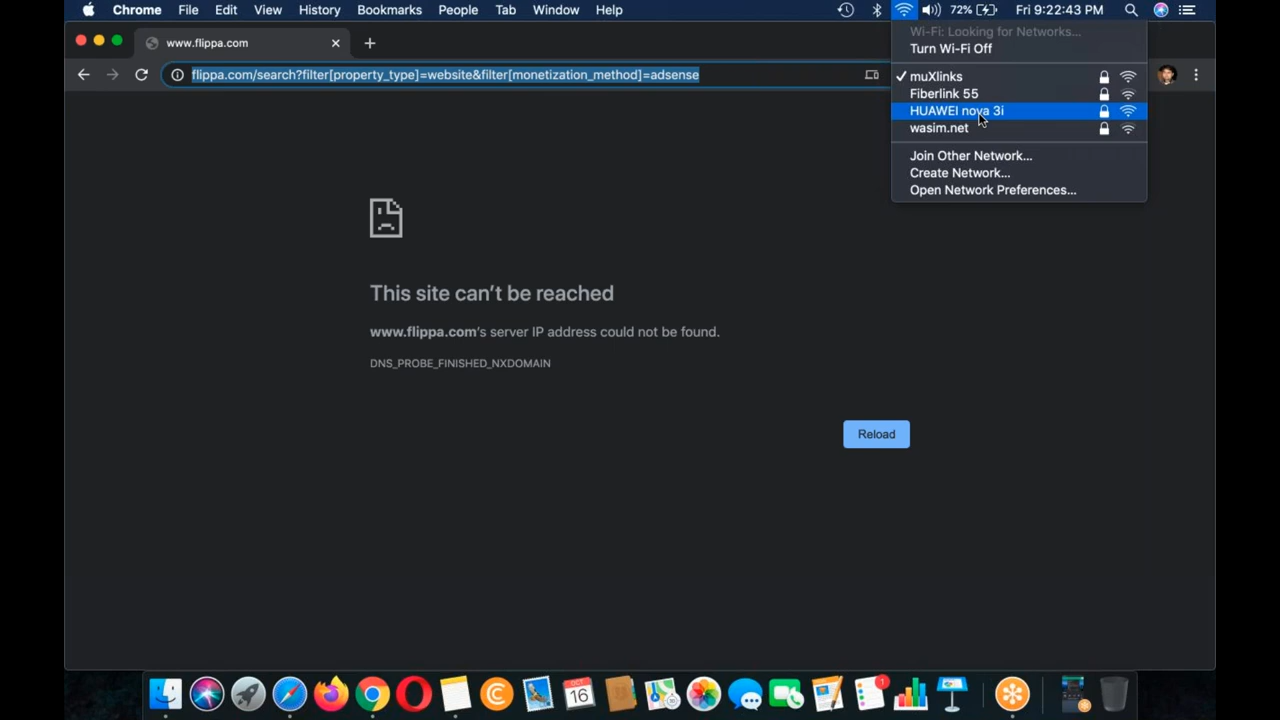 Chrome File Edit View History Bookmarks People Tab Window Help 72% Fri 9:22:43 PM
www.flippa.com
flippa.com/search?filter[property_type]=website&filter[monetization_method]=adsense
Wi-Fi: Looking for Networks...
Turn Wi-Fi Off
muXlinks
Fiberlink 55
HUAWEI nova 3i
wasim.net
Join Other Network...
Create Network...
Open Network Preferences...
This site can't be reached
www.flippa.com's server IP address could not be found.
DNS_PROBE_FINISHED_NXDOMAIN
Reload
OCT
16
1